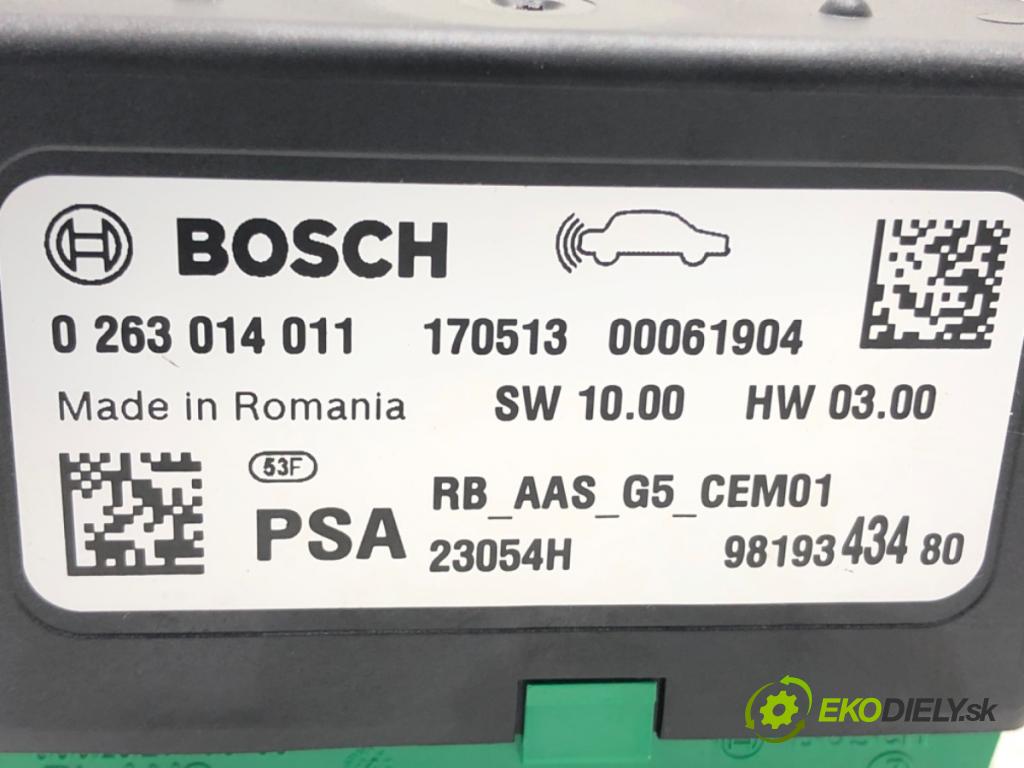 BOSCH
0 263 014 011 170513 00061904
Made in Romania SW 10.00 HW 03.00
53F
PSA
RB_AAS_G5_CEM01
23054H 98193 434 80
EKODIELY.sk